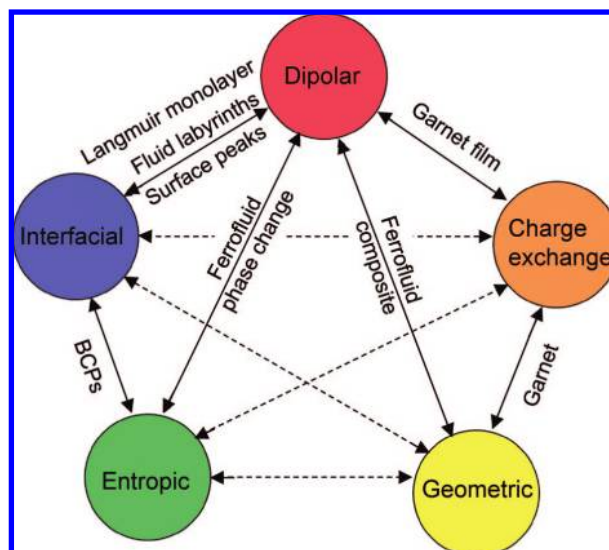 Dipolar
Langmuir monolayer
Fluid labyrinths
Surface peaks
Garnet film
Interfacial
Charge
exchange
Ferrofluid
phase change
Ferrofluid
composite
BCPs
Garnet
Entropic
Geometric